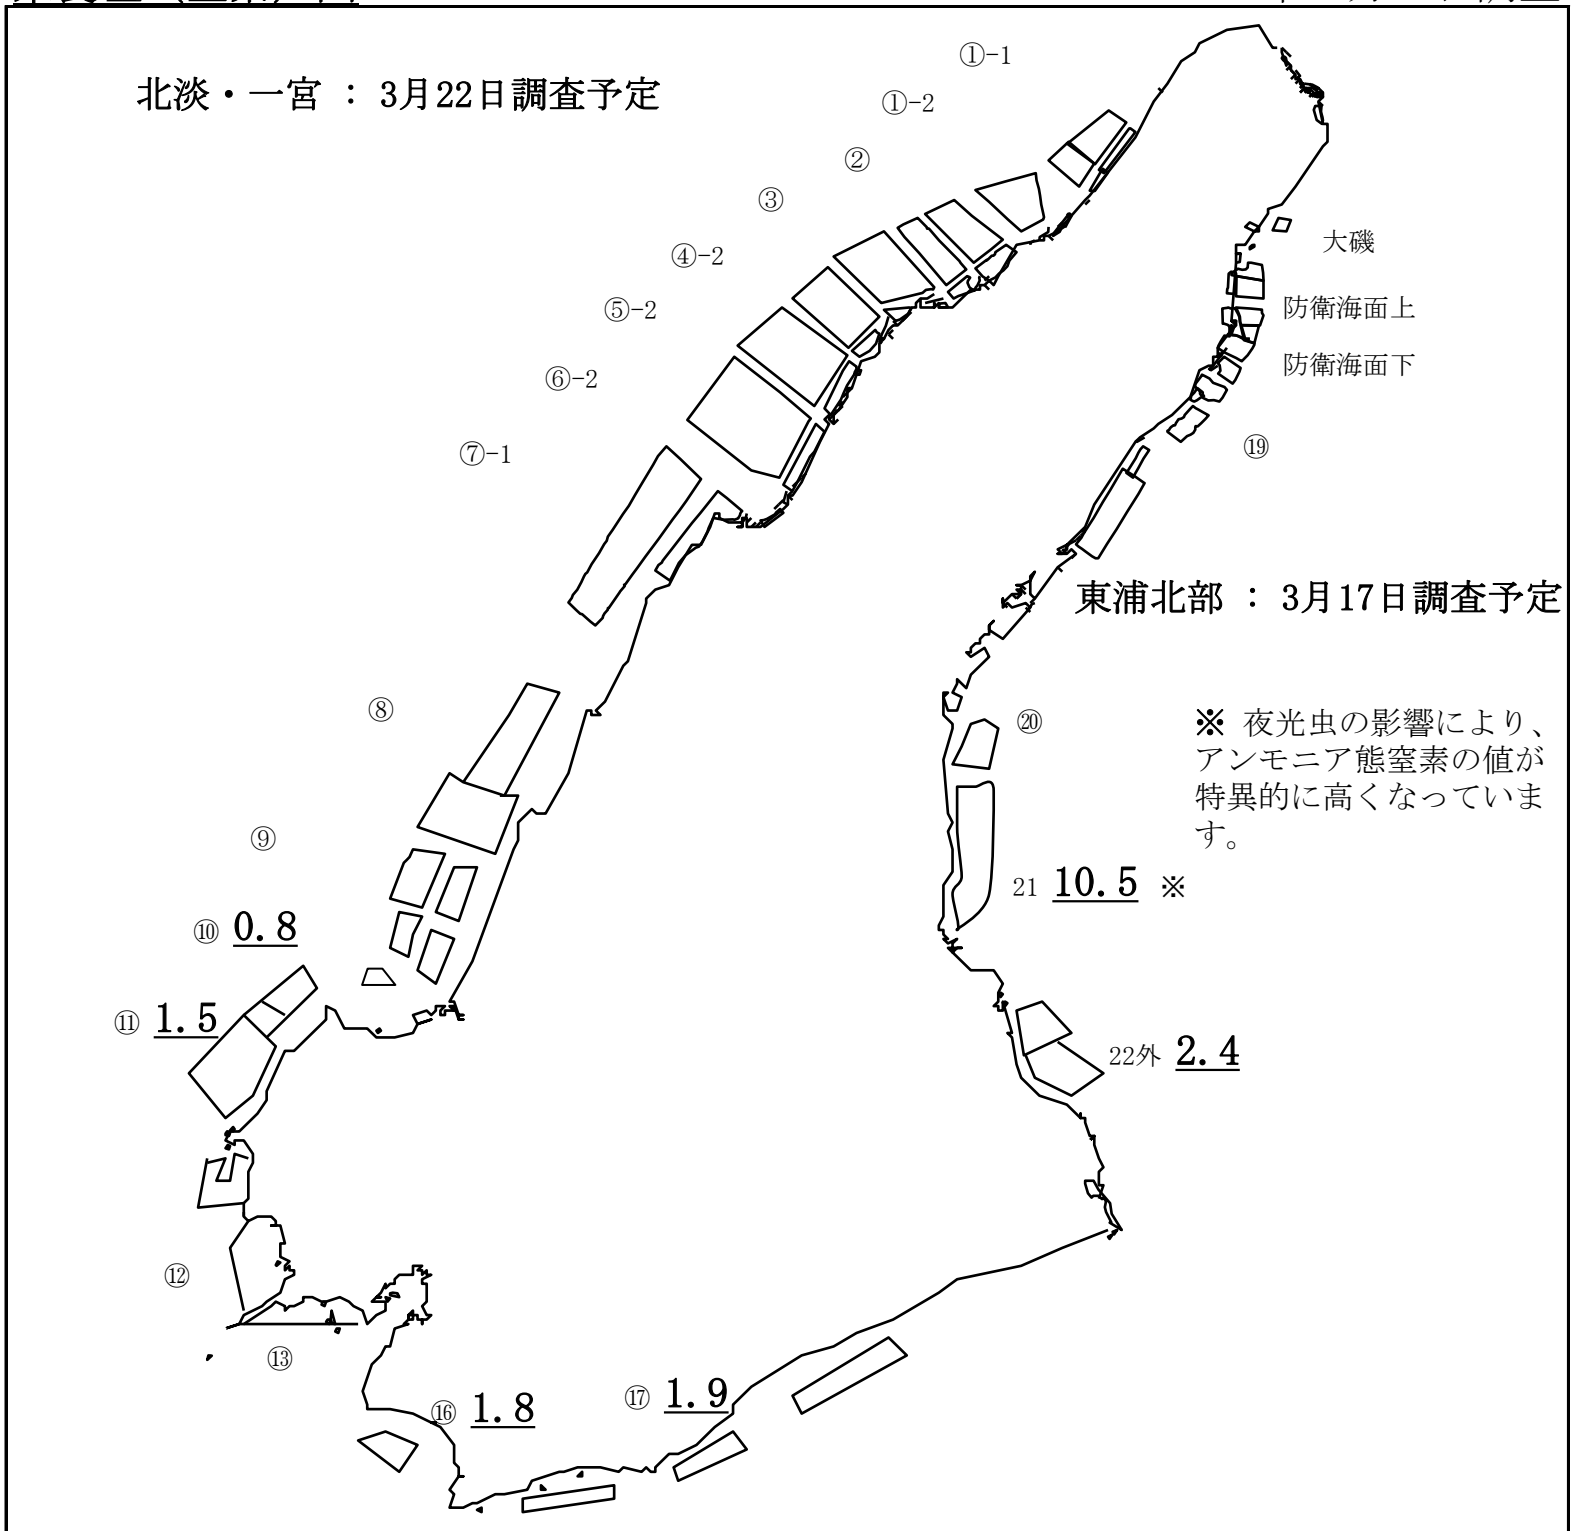 ①-1
北淡・一宮 : 3月22日調査予定
①-2
②
③
④-2
大磯
⑤-2
防衛海面上
⑥-2
防衛海面下
⑦-1
⑲
東浦北部 : 3月17日調査予定
⑧
⑳
※ 夜光虫の影響により、
アンモニア態窒素の値が
特異的に高くなっていま
す。
⑨
21 10.5 ※
⑩ 0.8
⑪ 1.5
22外 2.4
⑫
⑬
⑯ 1.8
⑰ 1.9